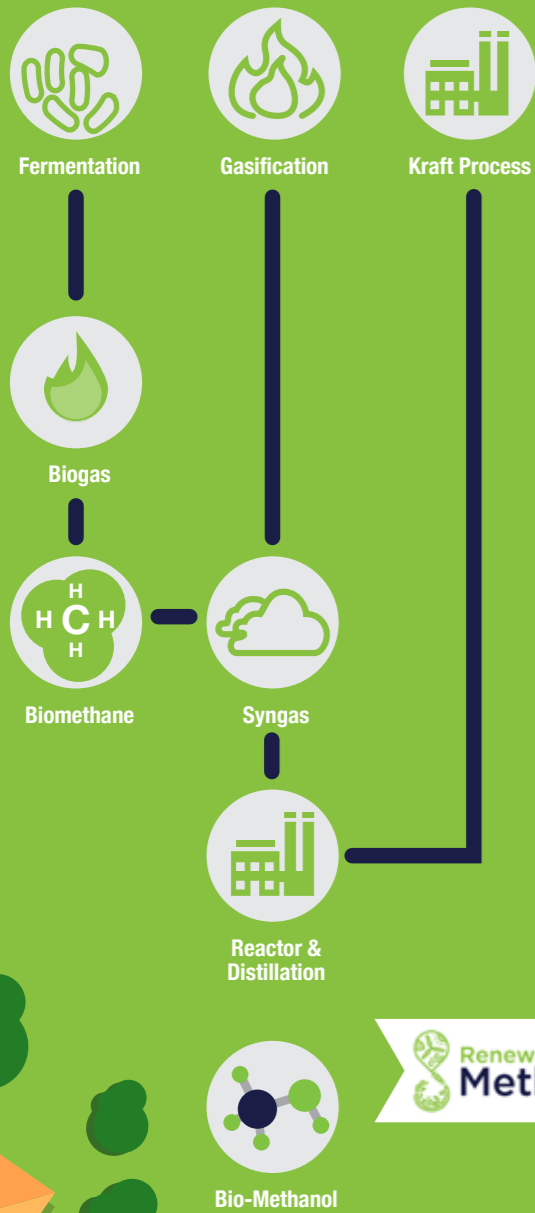 Fermentation
Gasification
Kraft Process
Biogas
H
H C H
H
Biomethane
Syngas
Reactor &
Distillation
Bio-Methanol